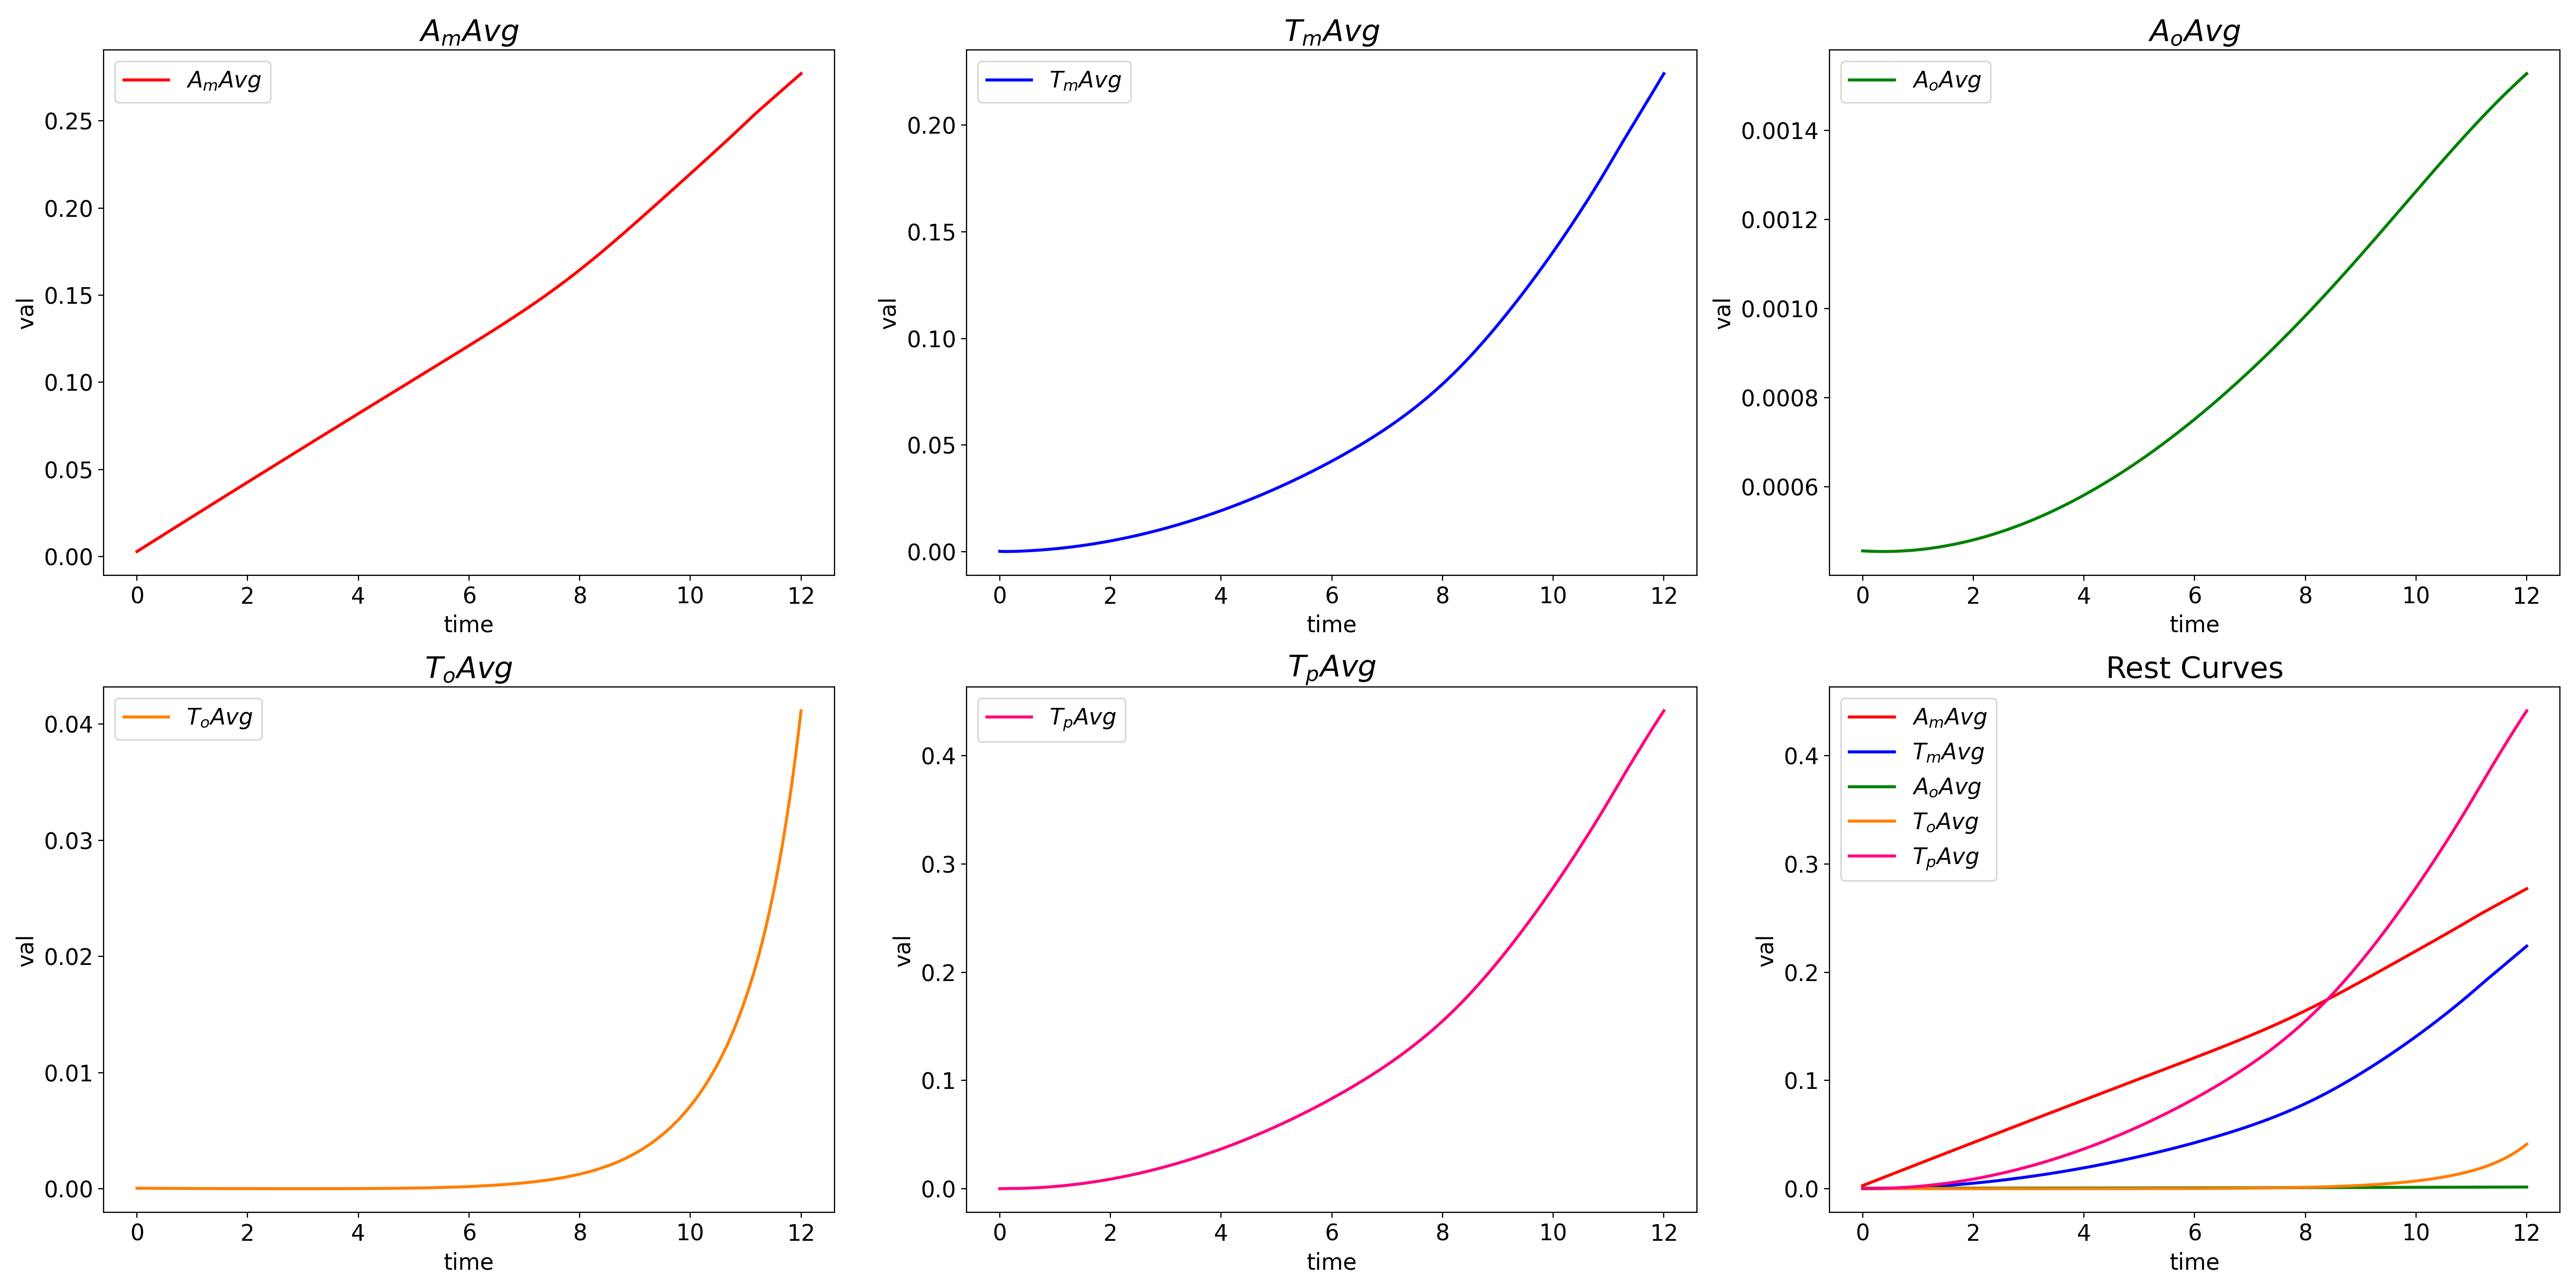 A_mAvg
A_mAvg
0.25
0.20
0.15
0.10
0.05
0.00
val
0 2 4 6 8 10 12
time
T_mAvg
T_mAvg
0.20
0.15
0.10
0.05
0.00
val
0 2 4 6 8 10 12
time
A_oAvg
A_oAvg
0.0014
0.0012
0.0010
0.0008
0.0006
val
0 2 4 6 8 10 12
time
T_oAvg
T_oAvg
0.04
0.03
0.02
0.01
0.00
val
0 2 4 6 8 10 12
time
T_pAvg
T_pAvg
0.4
0.3
0.2
0.1
0.0
val
0 2 4 6 8 10 12
time
Rest Curves
A_mAvg
T_mAvg
A_oAvg
T_oAvg
T_pAvg
0.4
0.3
0.2
0.1
0.0
val
0 2 4 6 8 10 12
time